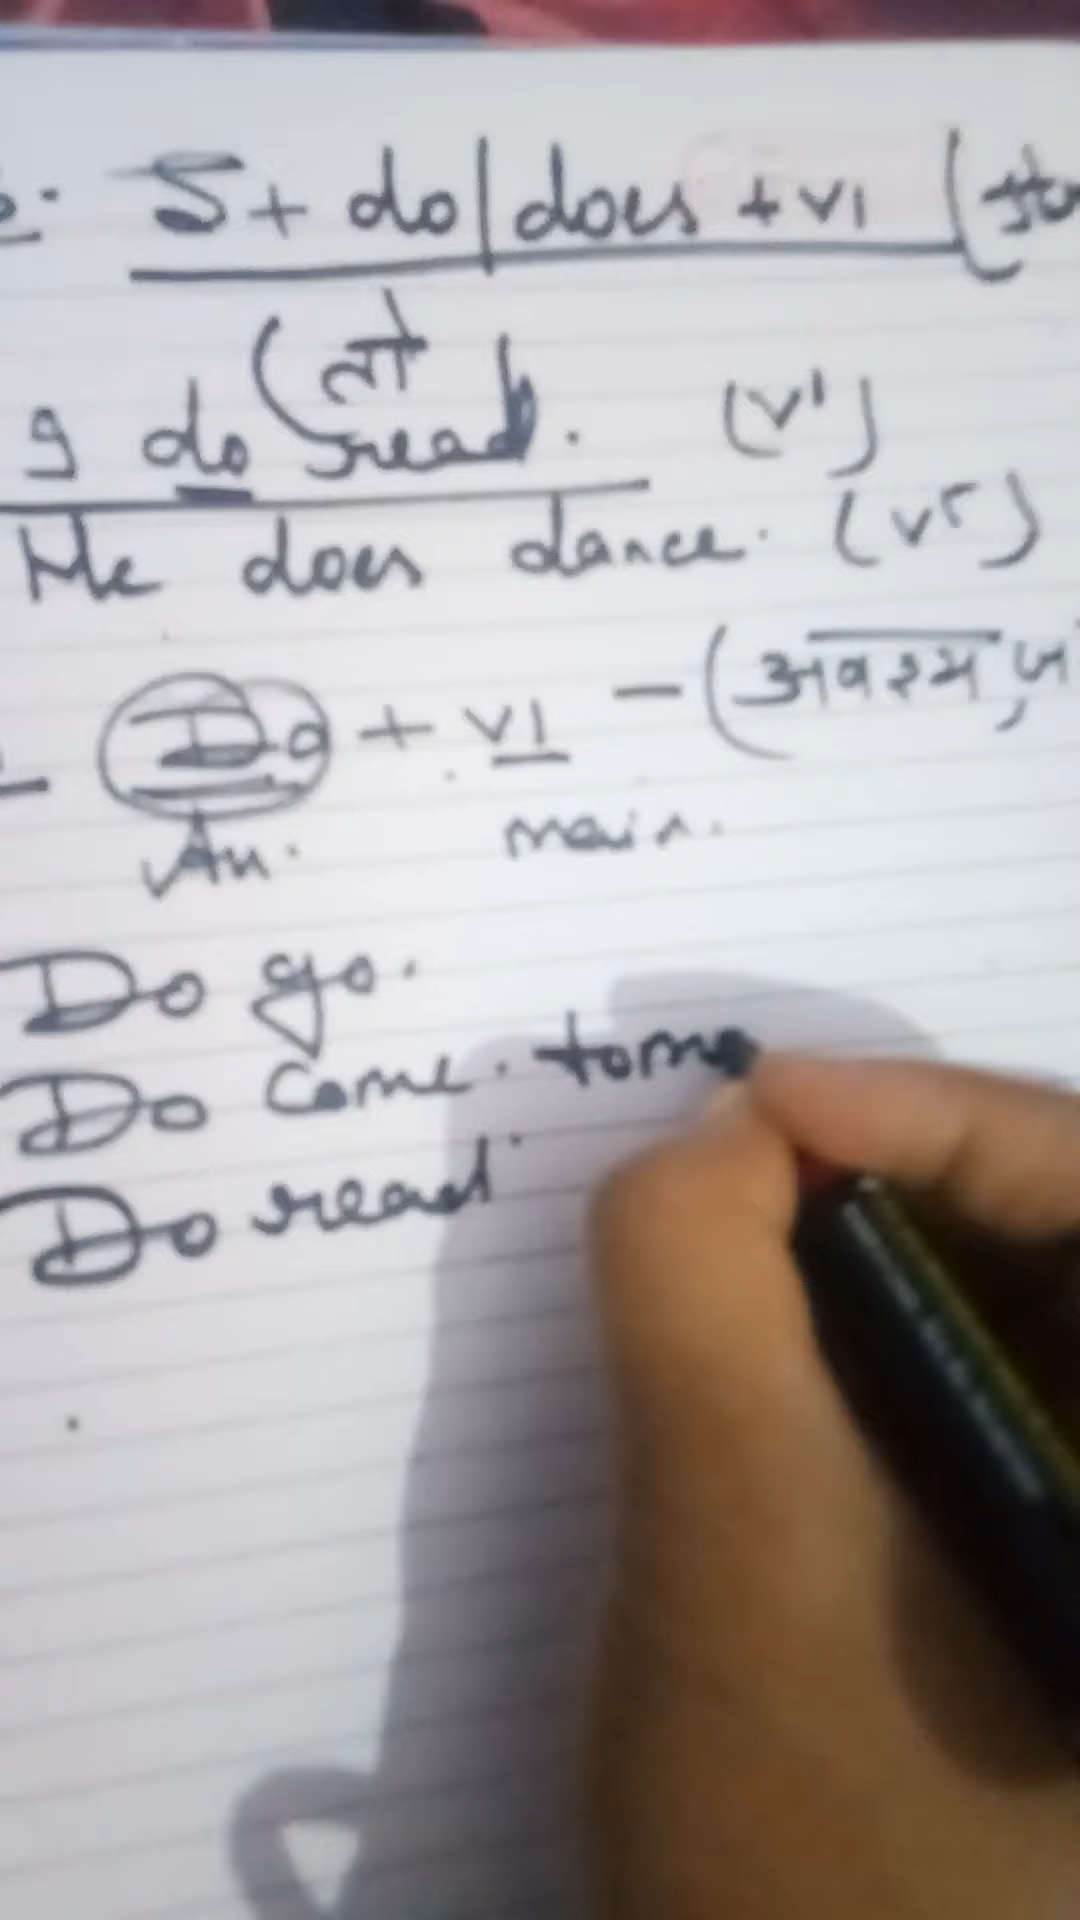 S + do|does + v1
(तो
I do read. (v1)
He does dance. (v5)
Do + v1 - (अवश्य,
Au. main.
Do go.
Do come. tomo
Do read.